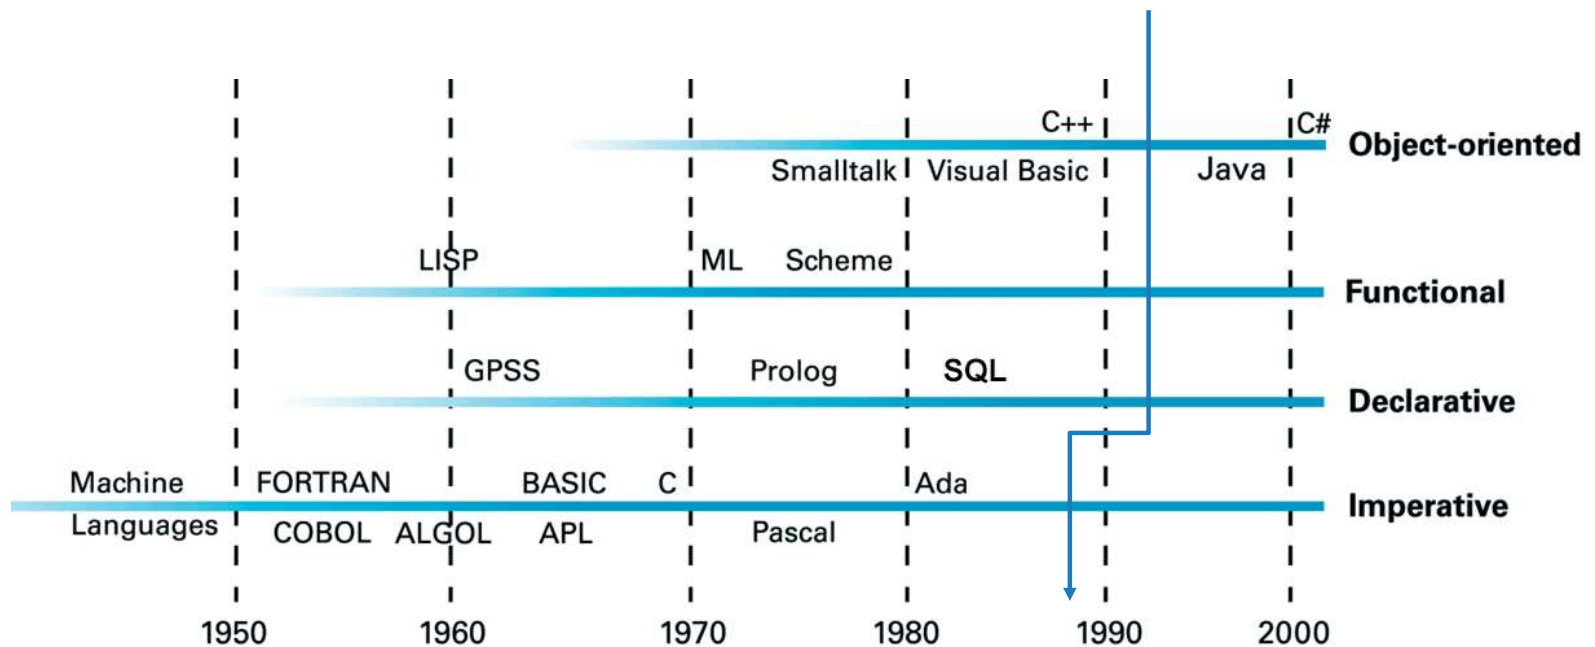 C++ C#
Object-oriented
Smalltalk Visual Basic Java
LISP ML Scheme
Functional
GPSS Prolog SQL
Declarative
Machine FORTRAN BASIC C Ada
Imperative
Languages COBOL ALGOL APL Pascal
1950 1960 1970 1980 1990 2000